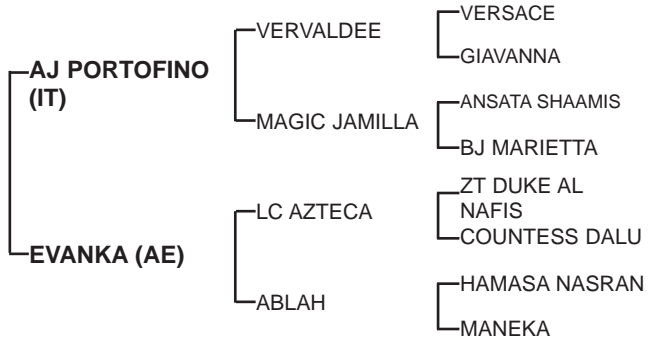 VERSACE
VERVALDEE
GIAVANNA
AJ PORTOFINO
(IT)
ANSATA SHAAMIS
MAGIC JAMILLA
BJ MARIETTA
ZT DUKE AL
NAFIS
LC AZTECA
COUNTESS DALU
EVANKA (AE)
HAMASA NASRAN
ABLAH
MANEKA